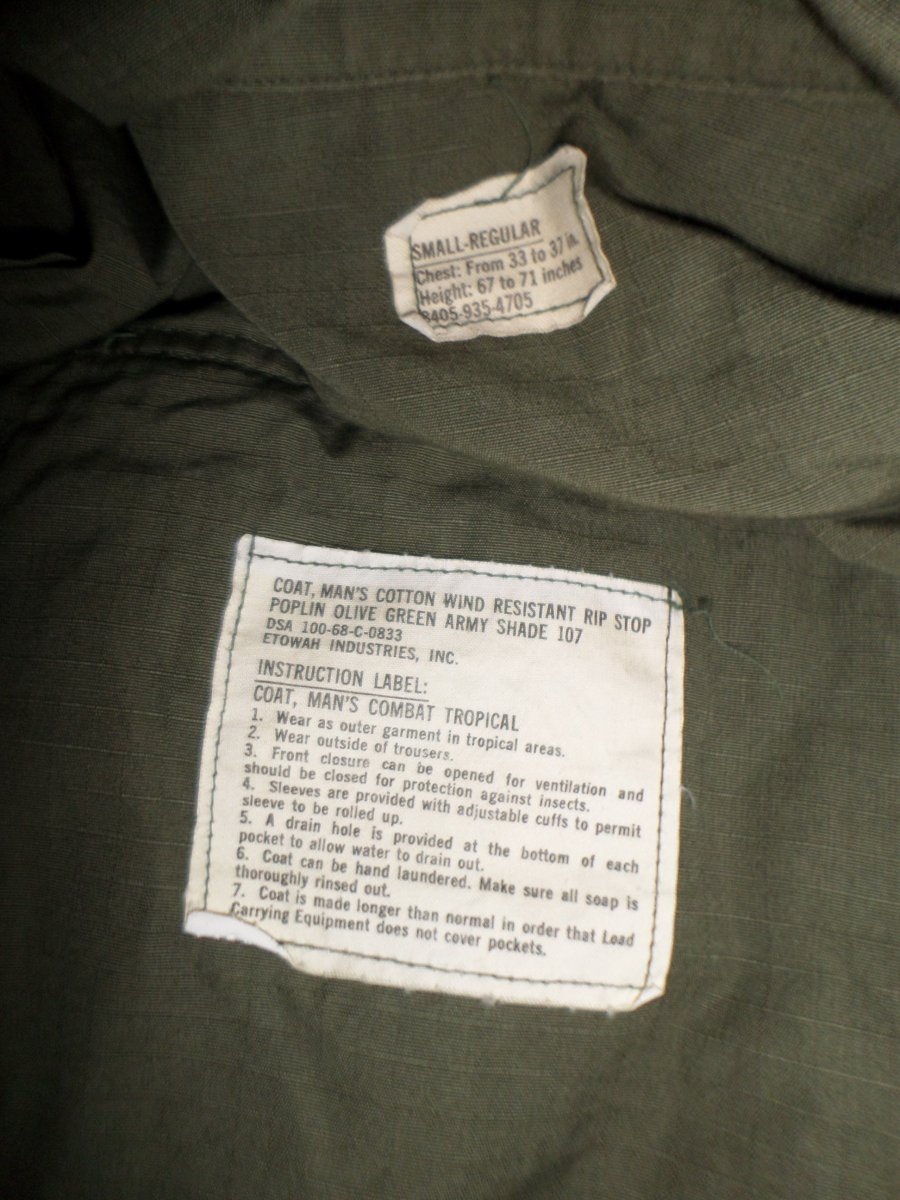 SMALL-REGULAR
Chest: From 33 to 37 in.
Height: 67 to 71 inches
8405-935-4705
COAT, MAN'S COTTON WIND RESISTANT RIP STOP
POPLIN OLIVE GREEN ARMY SHADE 107
DSA 100-68-C-0833
ETOWAH INDUSTRIES, INC.
INSTRUCTION LABEL:
COAT, MAN'S COMBAT TROPICAL
1. Wear as outer garment in tropical areas.
2. Wear outside of trousers.
3. Front closure can be opened for ventilation and
should be closed for protection against insects.
4. Sleeves are provided with adjustable cuffs to permit
sleeve to be rolled up.
5. A drain hole is provided at the bottom of each
pocket to allow water to drain out.
6. Coat can be hand laundered. Make sure all soap is
thoroughly rinsed out.
7. Coat is made longer than normal in order that Load
Carrying Equipment does not cover pockets.